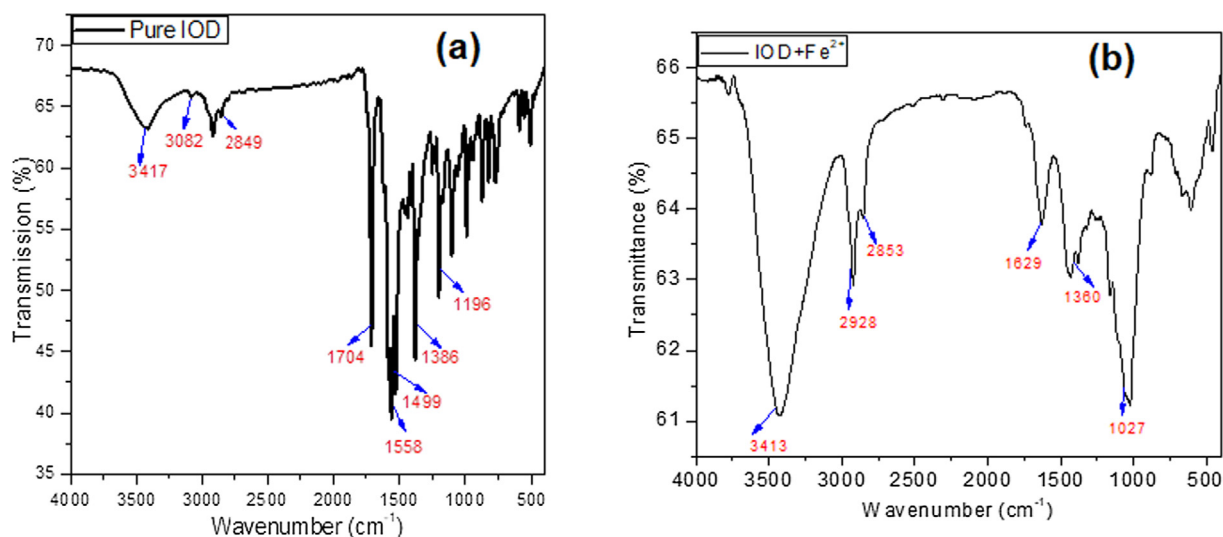 Pure IOD
(a)
Transmission (%)
70
65
60
55
50
45
40
35
3417
3082
2849
1704
1558
1499
1386
1196
4000 3500 3000 2500 2000 1500 1000 500
Wavenumber (cm⁻¹)
IOD+Fe²⁺
(b)
Transmittance (%)
66
65
64
63
62
61
3413
2928
2853
1629
1360
1027
4000 3500 3000 2500 2000 1500 1000 500
Wavenumber (cm⁻¹)